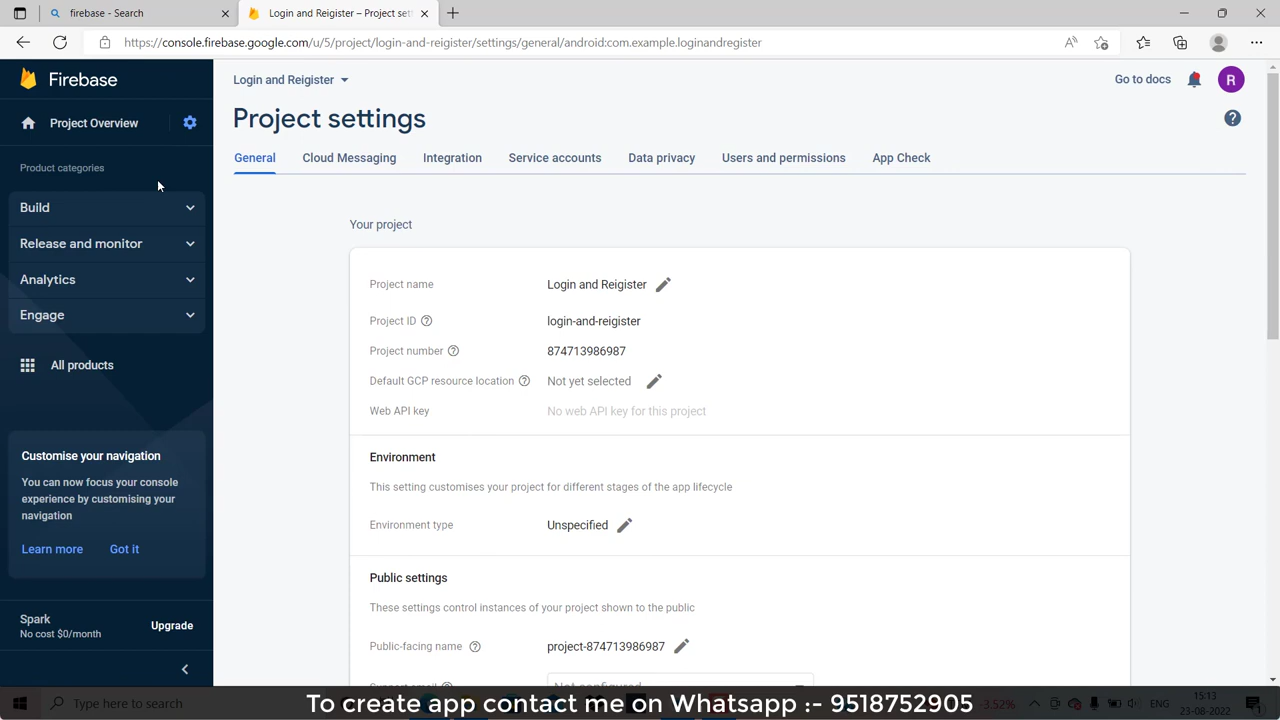 firebase - Search
Login and Reigister – Project set
https://console.firebase.google.com/u/5/project/login-and-reigister/settings/general/android:com.example.loginandregister
Firebase
Login and Reigister
Go to docs
R
Project Overview
Project settings
General
Cloud Messaging
Integration
Service accounts
Data privacy
Users and permissions
App Check
Product categories
Build
Release and monitor
Analytics
Engage
All products
Customise your navigation
You can now focus your console
experience by customising your
navigation
Learn more
Got it
Spark
No cost $0/month
Upgrade
Your project
Project name
Login and Reigister
Project ID
login-and-reigister
Project number
874713986987
Default GCP resource location
Not yet selected
Web API key
No web API key for this project
Environment
This setting customises your project for different stages of the app lifecycle
Environment type
Unspecified
Public settings
These settings control instances of your project shown to the public
Public-facing name
project-874713986987
Type here to search
To create app contact me on Whatsapp :- 9518752905
-3.52%
ENG
15:13
23-08-2022